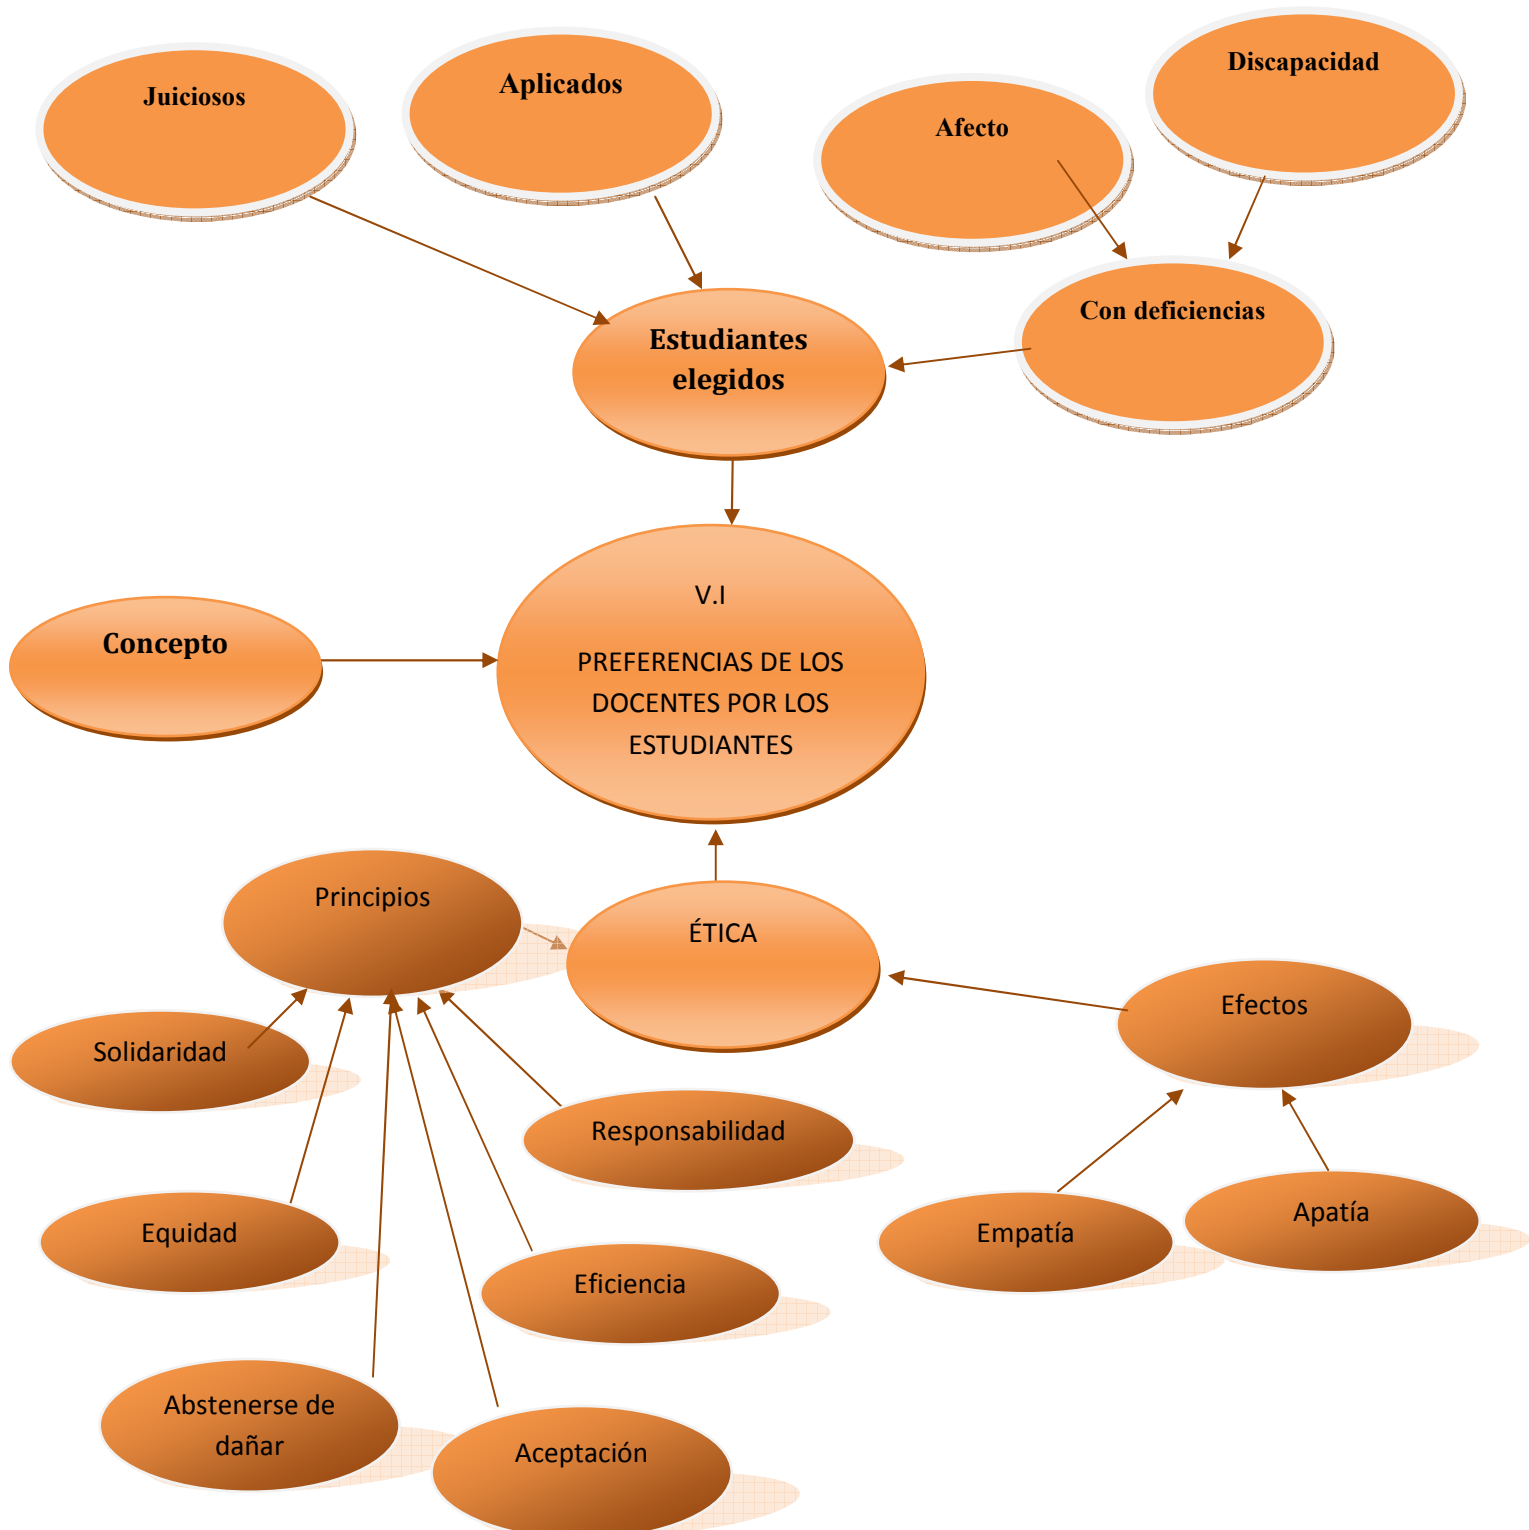 Juiciosos
Aplicados
Afecto
Discapacidad
Con deficiencias
Estudiantes
elegidos
V.I
PREFERENCIAS DE LOS
DOCENTES POR LOS
ESTUDIANTES
Concepto
Principios
ÉTICA
Efectos
Solidaridad
Responsabilidad
Equidad
Eficiencia
Empatía
Apatía
Abstenerse de
dañar
Aceptación